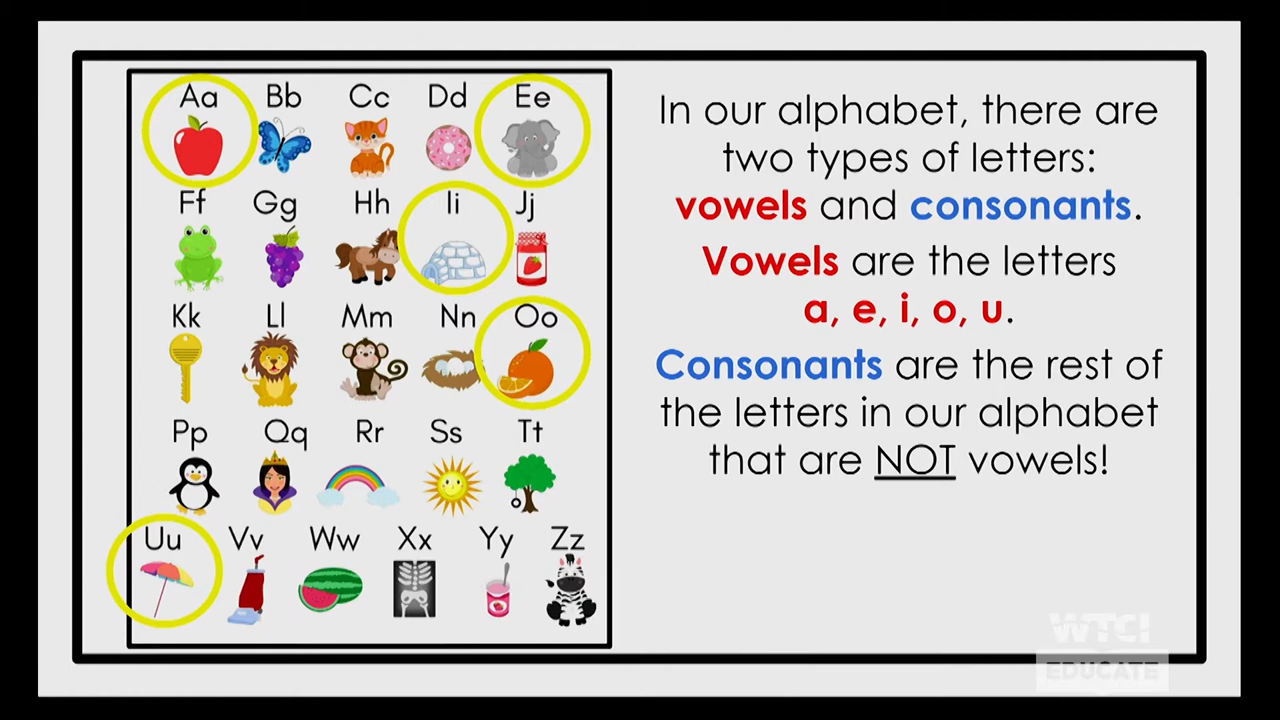 Aa Bb Cc Dd Ee
Ff Gg Hh Ii Jj
Kk Ll Mm Nn Oo
Pp Qq Rr Ss Tt
Uu Vv Ww Xx Yy Zz
In our alphabet, there are
two types of letters:
vowels and consonants.
Vowels are the letters
a, e, i, o, u.
Consonants are the rest of
the letters in our alphabet
that are NOT vowels!
WTCI
EDUCATE